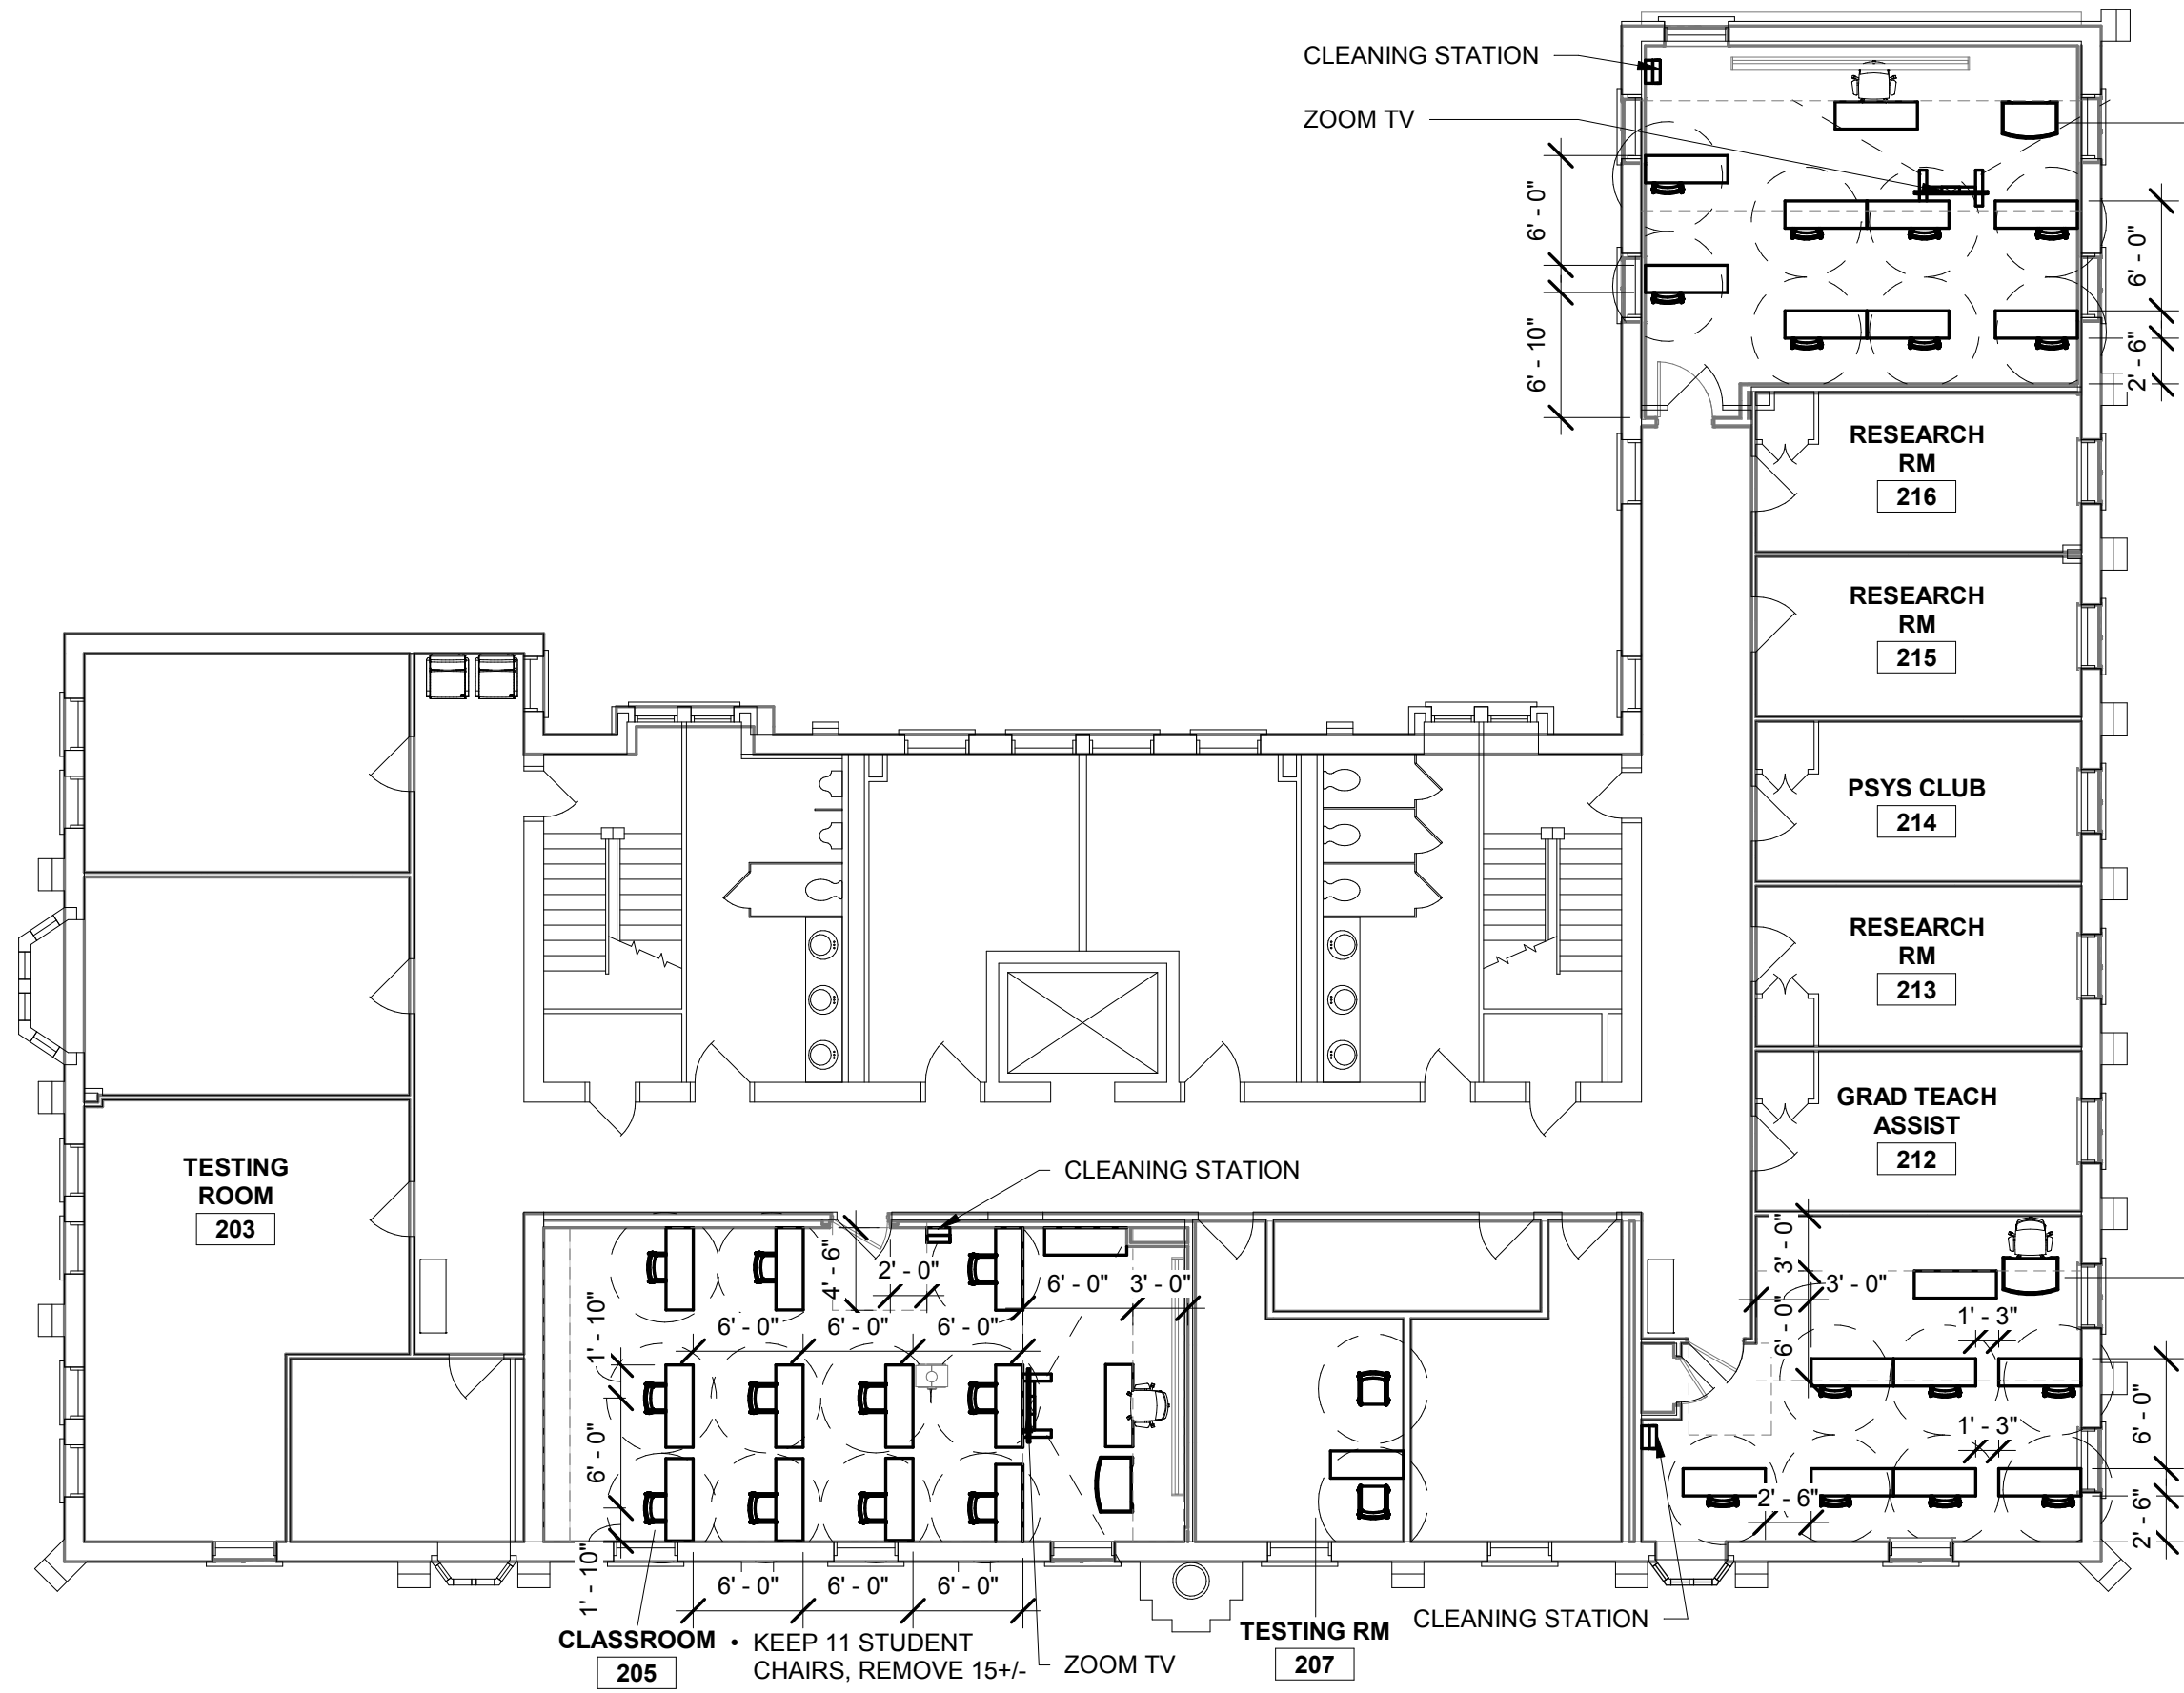 CLEANING STATION
ZOOM TV
6' - 0"
6' - 10"
6' - 0"
2' - 6"
RESEARCH
RM
216
RESEARCH
RM
215
PSYS CLUB
214
RESEARCH
RM
213
GRAD TEACH
ASSIST
212
TESTING
ROOM
203
CLEANING STATION
4' - 6"
2' - 0"
6' - 0"
3' - 0"
1' - 10"
6' - 0"
6' - 0"
6' - 0"
6' - 0"
1' - 10"
6' - 0"
6' - 0"
6' - 0"
3' - 0"
3' - 0"
6' - 0"
1' - 3"
1' - 3"
6' - 0"
2' - 6"
2' - 6"
CLASSROOM
205
• KEEP 11 STUDENT
CHAIRS, REMOVE 15+/-
ZOOM TV
TESTING RM
207
CLEANING STATION